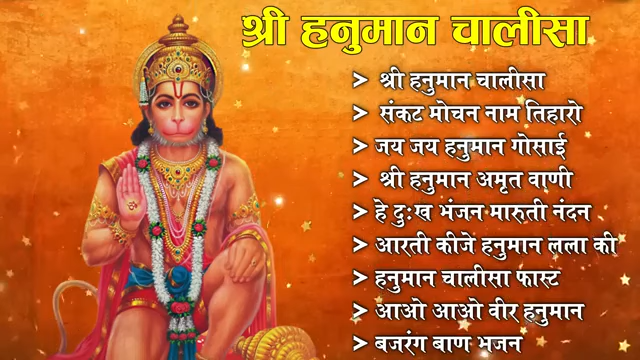 श्री हनुमान चालीसा
> श्री हनुमान चालीसा
> संकट मोचन नाम तिहारो
> जय जय हनुमान गोसाई
> श्री हनुमान अमृत वाणी
> हे दुःख भंजन मारुती नंदन
> आरती कीजे हनुमान लला की
> हनुमान चालीसा फास्ट
> आओ आओ वीर हनुमान
> बजरंग बाण भजन